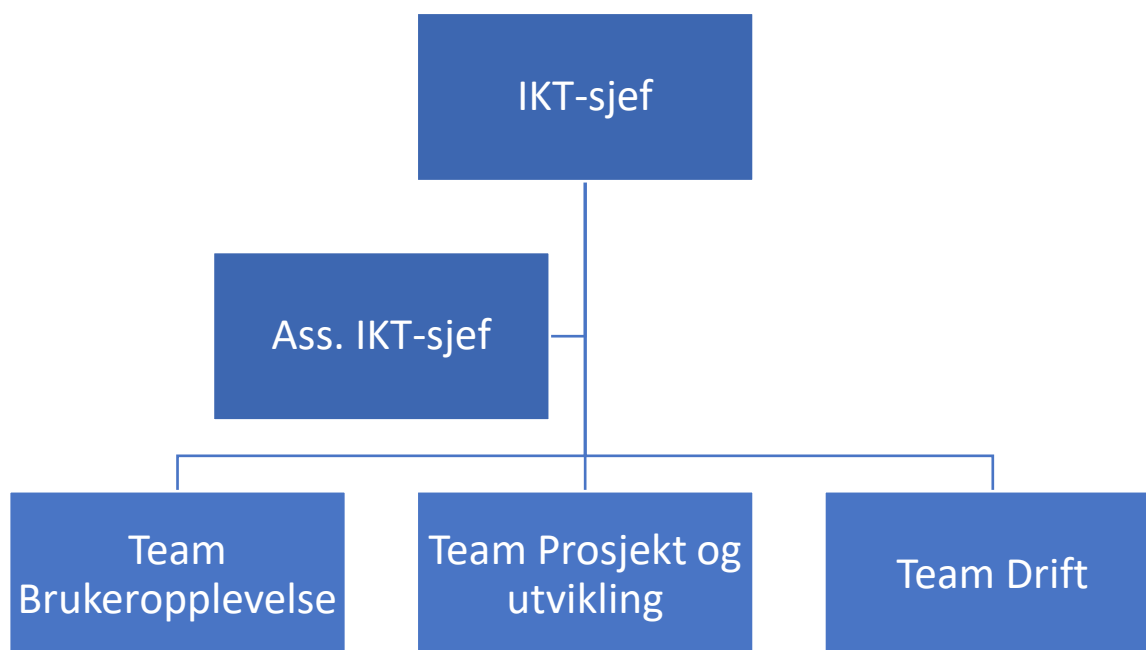 IKT-sjef
Ass. IKT-sjef
Team
Brukeropplevelse
Team Prosjekt og
utvikling
Team Drift